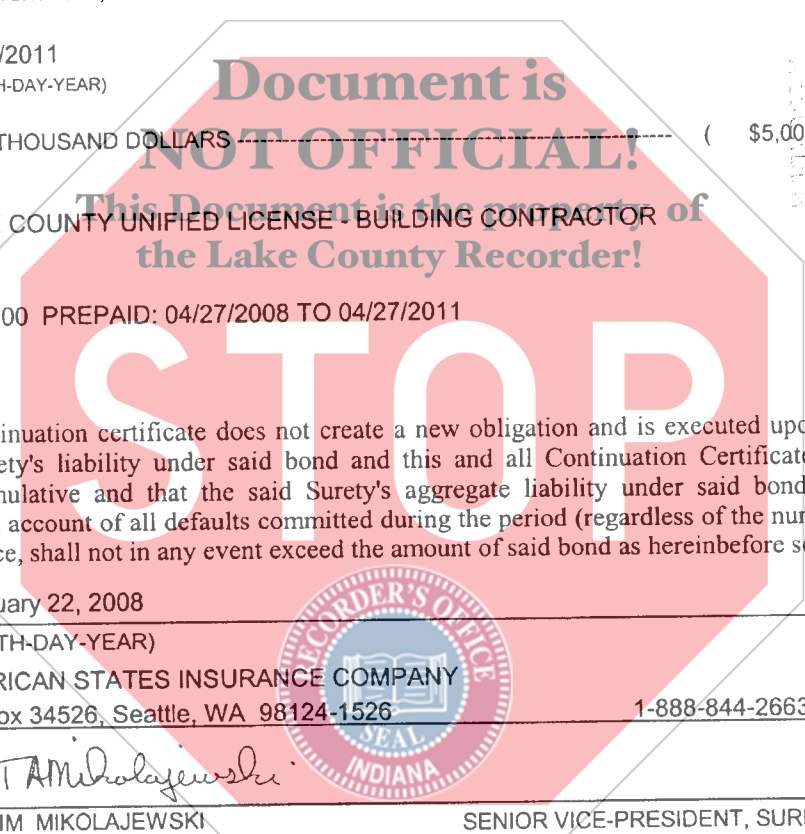 /2011
H-DAY-YEAR)
Document is
THOUSAND DOLLARS ---------------------------------------------------------- ( $5,00
NOT OFFICIAL!
This Document is the property of
COUNTY UNIFIED LICENSE - BUILDING CONTRACTOR
the Lake County Recorder!
00 PREPAID: 04/27/2008 TO 04/27/2011
STOP
inuation certificate does not create a new obligation and is executed upo
ety's liability under said bond and this and all Continuation Certificate
mulative and that the said Surety's aggregate liability under said bond
account of all defaults committed during the period (regardless of the nu
ce, shall not in any event exceed the amount of said bond as hereinbefore s
uary 22, 2008
TH-DAY-YEAR)
RICAN STATES INSURANCE COMPANY
ox 34526, Seattle, WA 98124-1526 1-888-844-2663
RECORDER'S OFFICE
SEAL
INDIANA
TAMikolajewski
IM MIKOLAJEWSKI SENIOR VICE-PRESIDENT, SUR